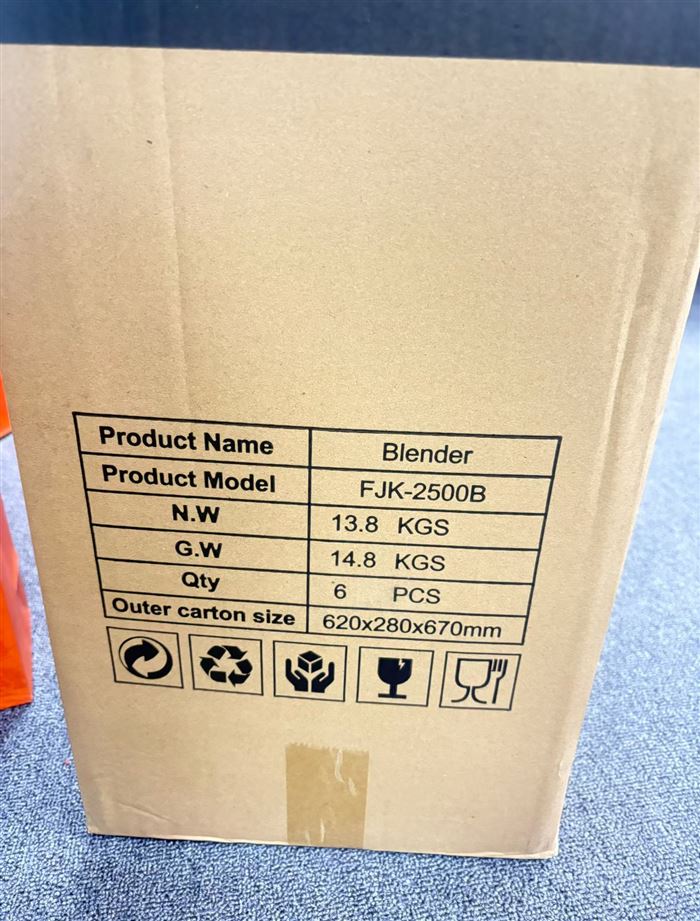 Product Name Blender
Product Model FJK-2500B
N.W 13.8 KGS
G.W 14.8 KGS
Qty 6 PCS
Outer carton size 620x280x670mm